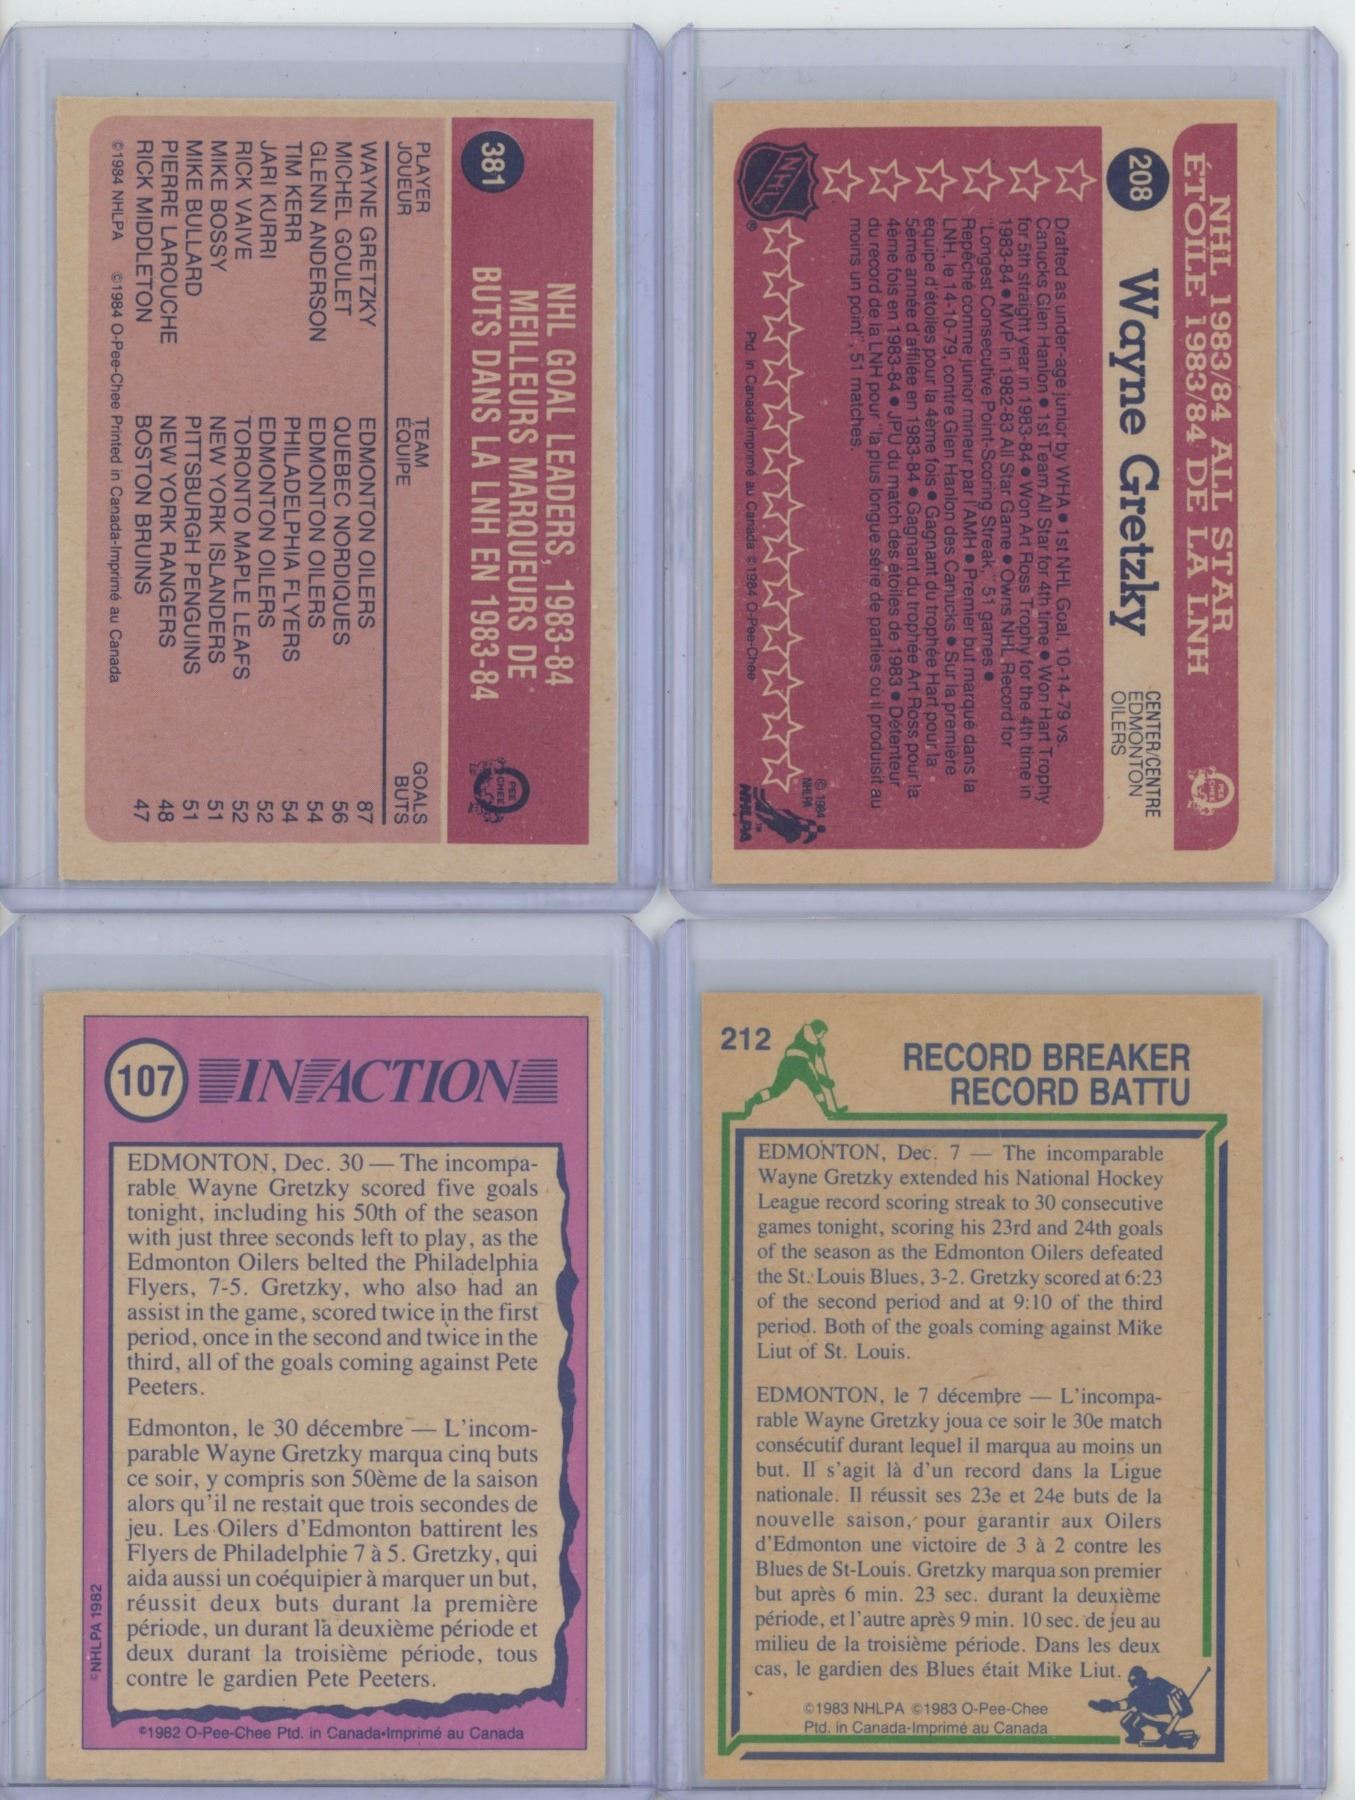 381
NHL GOAL LEADERS, 1983-84
MEILLEURS MARQUEURS DE
BUTS DANS LA LNH EN 1983-84
O
PEE
CHEE
PLAYER TEAM GOALS
JOUEUR ÉQUIPE BUTS
WAYNE GRETZKY EDMONTON OILERS 87
MICHEL GOULET QUEBEC NORDIQUES 56
GLENN ANDERSON EDMONTON OILERS 54
TIM KERR PHILADELPHIA FLYERS 54
JARI KURRI EDMONTON OILERS 52
RICK VAIVE TORONTO MAPLE LEAFS 52
MIKE BOSSY NEW YORK ISLANDERS 51
MIKE BULLARD PITTSBURGH PENGUINS 51
PIERRE LAROUCHE NEW YORK RANGERS 48
RICK MIDDLETON BOSTON BRUINS 47
©1984 NHLPA ©1984 O-Pee-Chee Printed in Canada-Imprimé au Canada
NHL 1983/84 ALL STAR
ÉTOILE 1983/84 DE LA LNH
O
PEE
CHEE
208
Wayne Gretzky
CENTER/CENTRE
EDMONTON
OILERS
Drafted as under-age junior by WHA ● 1st NHL Goal, 10-14-79 vs.
Canucks Glen Hanlon ● 1st Team All Star for 4th time ● Won Hart Trophy
for 5th straight year in 1983-84 ● Won Art Ross Trophy for the 4th time in
1983-84 ● MVP in 1982-83 All Star Game ● Owns NHL Record for
"Longest Consecutive Point-Scoring Streak," 51 games ●
Repêché comme junior mineur par l'AMH ● Premier but marqué dans la
LNH, le 14-10-79, contre Glen Hanlon des Canucks ● Sur la première
équipe d'étoiles pour la 4ème fois ● Gagnant du trophée Hart pour la
5ème année d'affilée en 1983-84 ● Gagnant du trophée Art Ross pour la
4ème fois en 1983-84 ● JPU du match des étoiles de 1983 ● Détenteur
du record de la LNH pour "la plus longue série de parties où il produisit au
moins un point", 51 matches.
NHL
®
Ptd. in Canada/Imprimé au Canada ©1984 O-Pee-Chee
© 1984
NHLPA
NHLPA
TM
107
IN ACTION
EDMONTON, Dec. 30 — The incompa-
rable Wayne Gretzky scored five goals
tonight, including his 50th of the season
with just three seconds left to play, as the
Edmonton Oilers belted the Philadelphia
Flyers, 7-5. Gretzky, who also had an
assist in the game, scored twice in the first
period, once in the second and twice in the
third, all of the goals coming against Pete
Peeters.
Edmonton, le 30 décembre — L'incom-
parable Wayne Gretzky marqua cinq buts
ce soir, y compris son 50ème de la saison
alors qu'il ne restait que trois secondes de
jeu. Les Oilers d'Edmonton battirent les
Flyers de Philadelphie 7 à 5. Gretzky, qui
aida aussi un coéquipier à marquer un but,
réussit deux buts durant la première
période, un durant la deuxième période et
deux durant la troisième période, tous
contre le gardien Pete Peeters.
©NHLPA 1982
©1982 O-Pee-Chee Ptd. in Canada•Imprimé au Canada
212
RECORD BREAKER
RECORD BATTU
EDMONTON, Dec. 7 — The incomparable
Wayne Gretzky extended his National Hockey
League record scoring streak to 30 consecutive
games tonight, scoring his 23rd and 24th goals
of the season as the Edmonton Oilers defeated
the St. Louis Blues, 3-2. Gretzky scored at 6:23
of the second period and at 9:10 of the third
period. Both of the goals coming against Mike
Liut of St. Louis.
EDMONTON, le 7 décembre — L'incompa-
rable Wayne Gretzky joua ce soir le 30e match
consécutif durant lequel il marqua au moins un
but. Il s'agit là d'un record dans la Ligue
nationale. Il réussit ses 23e et 24e buts de la
nouvelle saison, pour garantir aux Oilers
d'Edmonton une victoire de 3 à 2 contre les
Blues de St-Louis. Gretzky marqua son premier
but après 6 min. 23 sec. durant la deuxième
période, et l'autre après 9 min. 10 sec. de jeu au
milieu de la troisième période. Dans les deux
cas, le gardien des Blues était Mike Liut.
©1983 NHLPA ©1983 O-Pee-Chee
Ptd. in Canada-Imprimé au Canada